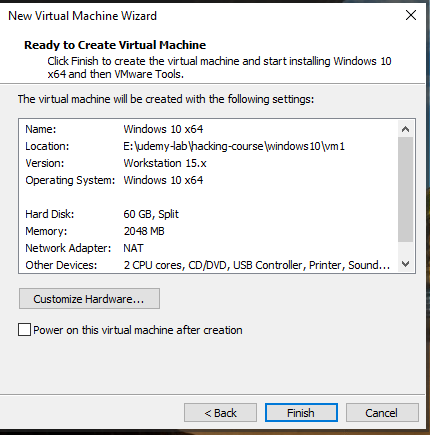 New Virtual Machine Wizard
Ready to Create Virtual Machine
Click Finish to create the virtual machine and start installing Windows 10
x64 and then VMware Tools.
The virtual machine will be created with the following settings:
Name: Windows 10 x64
Location: E:\udemy-lab\hacking-course\windows10\vm1
Version: Workstation 15.x
Operating System: Windows 10 x64
Hard Disk: 60 GB, Split
Memory: 2048 MB
Network Adapter: NAT
Other Devices: 2 CPU cores, CD/DVD, USB Controller, Printer, Sound...
Customize Hardware...
Power on this virtual machine after creation
< Back Finish Cancel